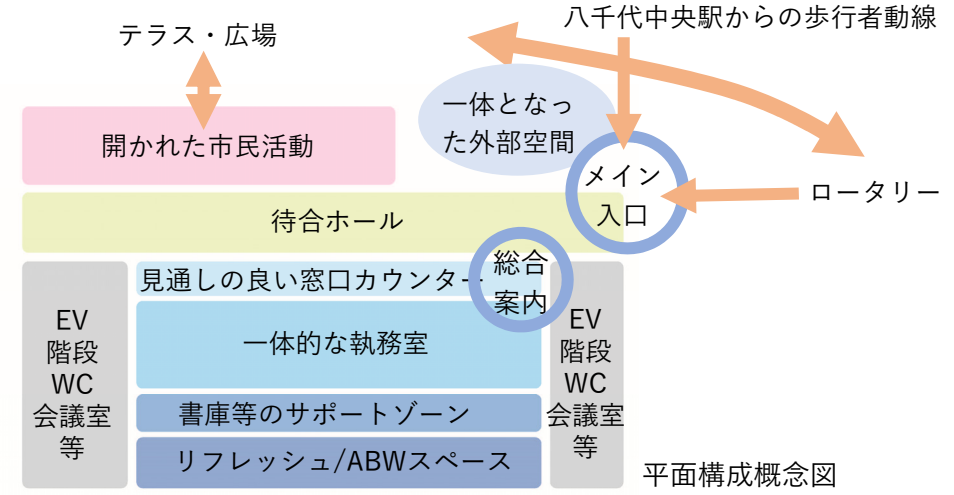 八千代中央駅からの歩行者動線
テラス・広場
一体となっ
た外部空間
開かれた市民活動
メイン
入口
ロータリー
待合ホール
総合
案内
見通しの良い窓口カウンター
EV
階段
WC
会議室
等
一体的な執務室
EV
階段
WC
会議室
等
書庫等のサポートゾーン
リフレッシュ/ABWスペース
平面構成概念図